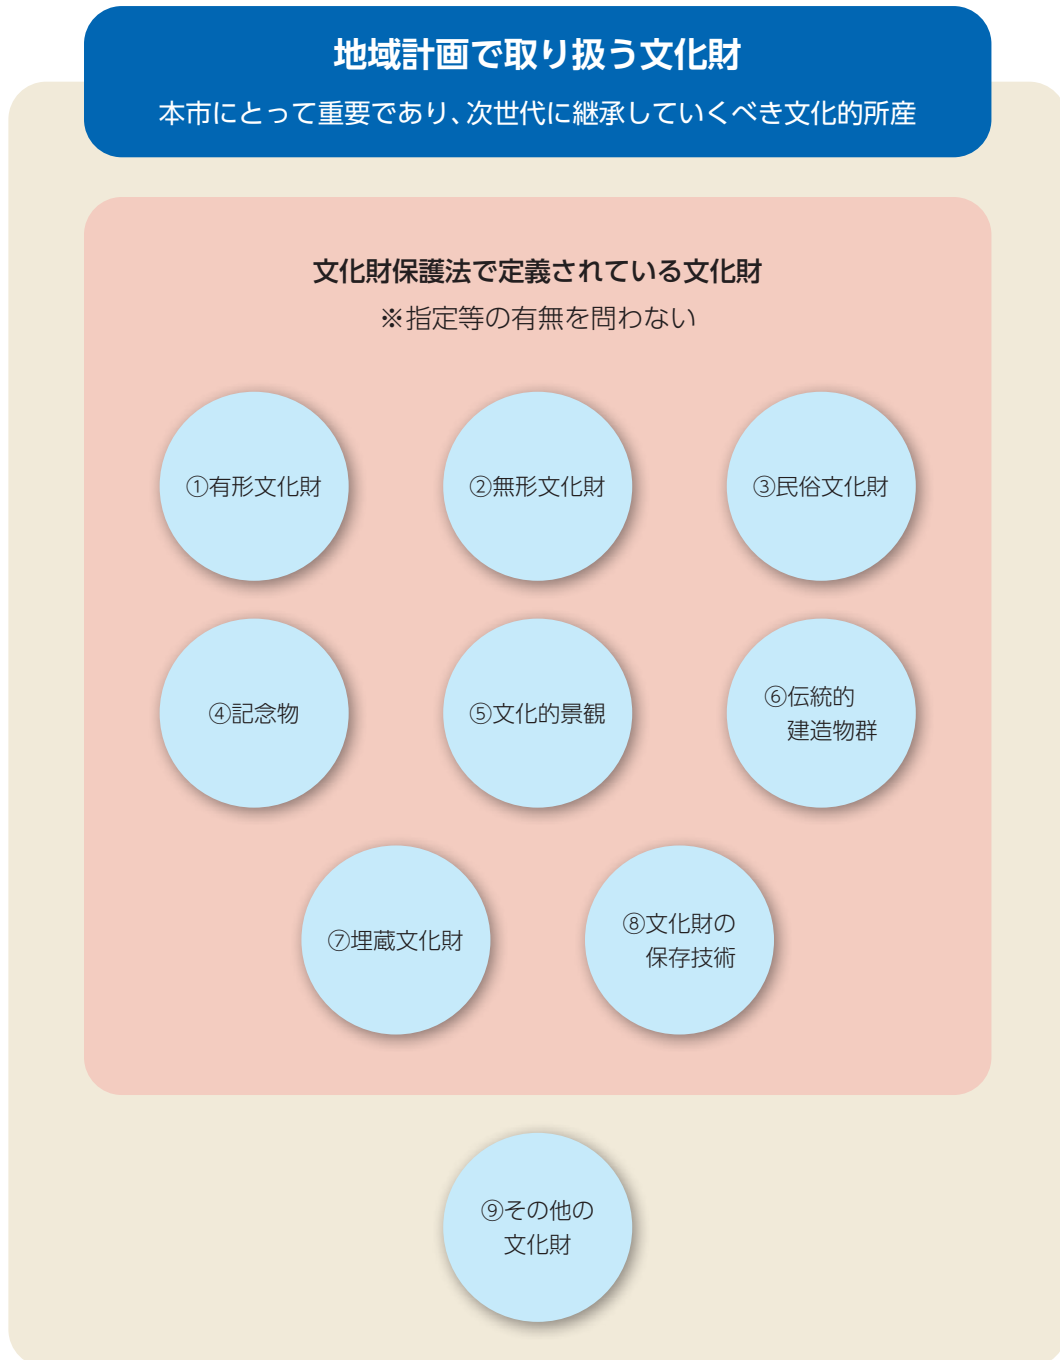 地域計画で取り扱う文化財
本市にとって重要であり、次世代に継承していくべき文化的所産
文化財保護法で定義されている文化財
※指定等の有無を問わない
①有形文化財
②無形文化財
③民俗文化財
④記念物
⑤文化的景観
⑥伝統的
建造物群
⑦埋蔵文化財
⑧文化財の
保存技術
⑨その他の
文化財